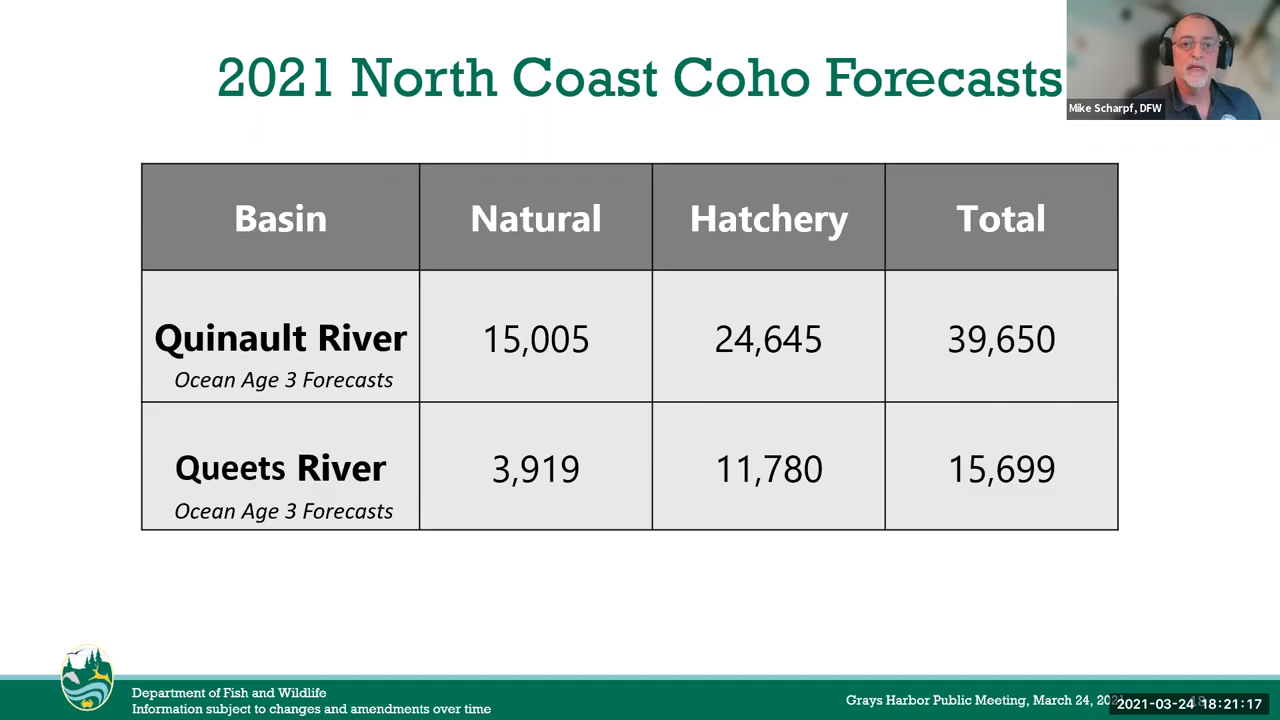 2021 North Coast Coho Forecasts
Mike Scharpf, DFW
Basin Natural Hatchery Total
Quinault River 15,005 24,645 39,650
Ocean Age 3 Forecasts
Queets River 3,919 11,780 15,699
Ocean Age 3 Forecasts
Department of Fish and Wildlife
Information subject to changes and amendments over time
Grays Harbor Public Meeting, March 24, 2021
18
2021-03-24 18:21:17